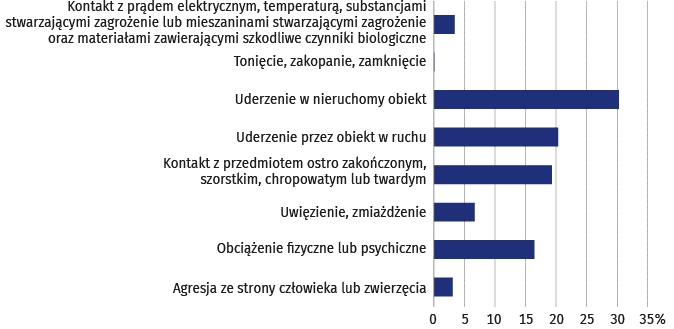 Kontakt z prądem elektrycznym, temperaturą, substancjami
stwarzającymi zagrożenie lub mieszaninami stwarzającymi zagrożenie
oraz materiałami zawierającymi szkodliwe czynniki biologiczne
Tonięcie, zakopanie, zamknięcie
Uderzenie w nieruchomy obiekt
Uderzenie przez obiekt w ruchu
Kontakt z przedmiotem ostro zakończonym,
szorstkim, chropowatym lub twardym
Uwięzienie, zmiażdżenie
Obciążenie fizyczne lub psychiczne
Agresja ze strony człowieka lub zwierzęcia
0 5 10 15 20 25 30 35%